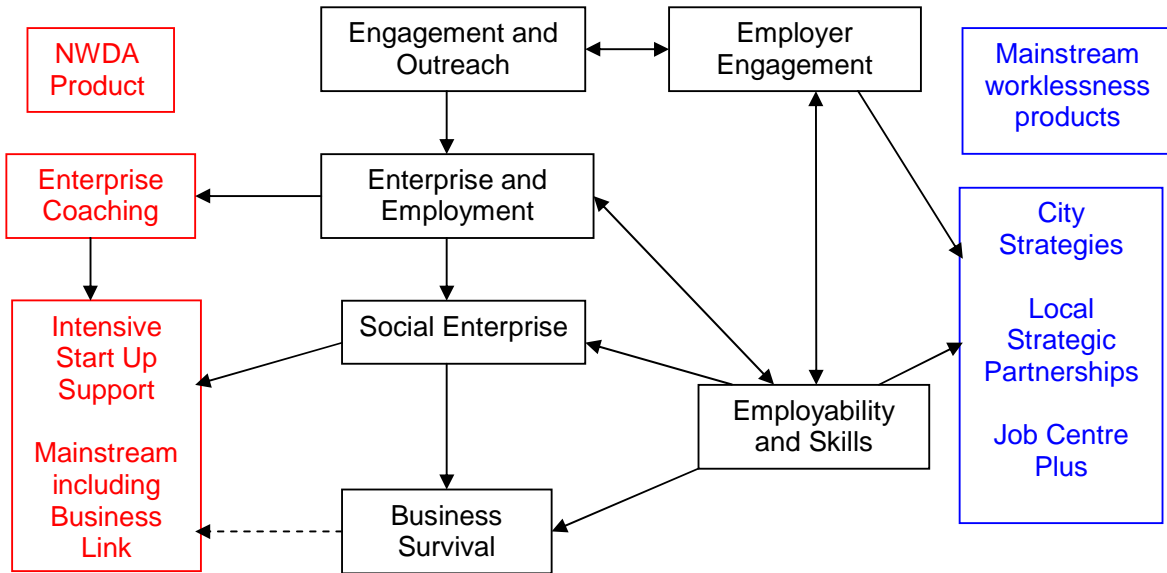 NWDA
Product
Engagement and
Outreach
Employer
Engagement
Mainstream
worklessness
products
Enterprise
Coaching
Enterprise and
Employment
City
Strategies
Local
Strategic
Partnerships
Job Centre
Plus
Intensive
Start Up
Support
Mainstream
including
Business
Link
Social Enterprise
Employability
and Skills
Business
Survival